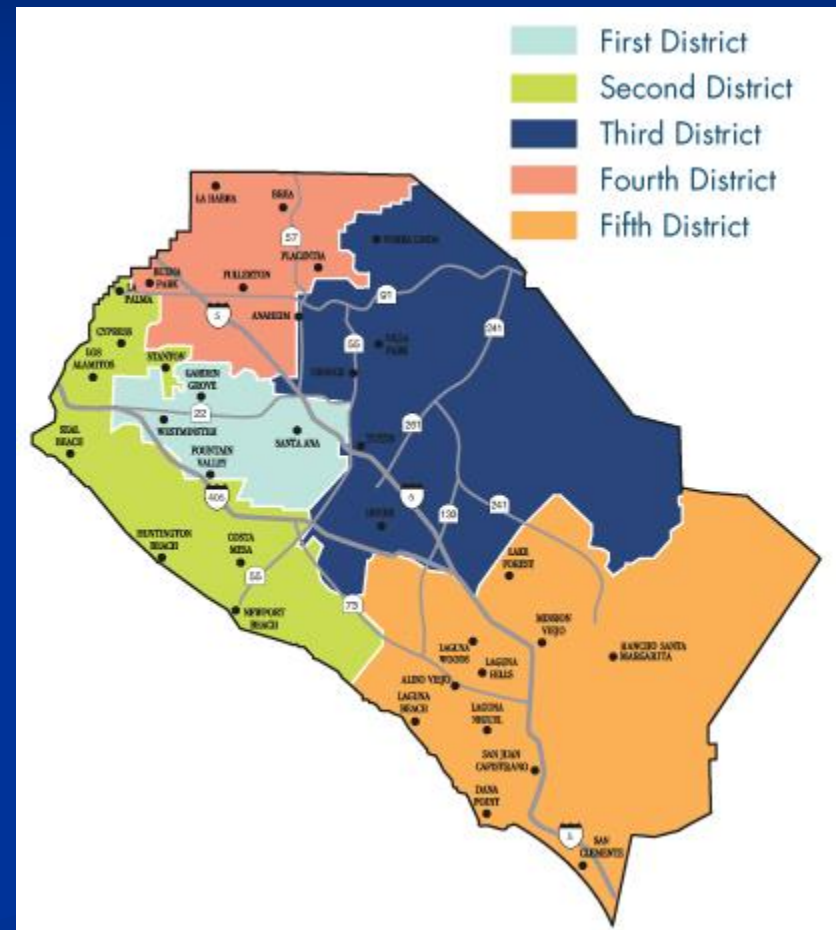 First District
Second District
Third District
Fourth District
Fifth District
LA HABRA
BREA
57
YORBA LINDA
PLACENTIA
BUENA
PARK
FULLERTON
LA
PALMA
91
5
ANAHEIM
241
CYPRESS
55
VILLA
PARK
LOS
ALAMITOS
STANTON
ORANGE
GARDEN
GROVE
22
WESTMINSTER
261
SEAL
BEACH
SANTA ANA
TUSTIN
FOUNTAIN
VALLEY
405
5
241
133
IRVINE
HUNTINGTON
BEACH
COSTA
MESA
LAKE
FOREST
55
73
NEWPORT
BEACH
MISSION
VIEJO
LAGUNA
WOODS
RANCHO SANTA
MARGARITA
LAGUNA
HILLS
ALISO VIEJO
LAGUNA
BEACH
LAGUNA
NIGUEL
SAN JUAN
CAPISTRANO
DANA
POINT
5
SAN
CLEMENTE